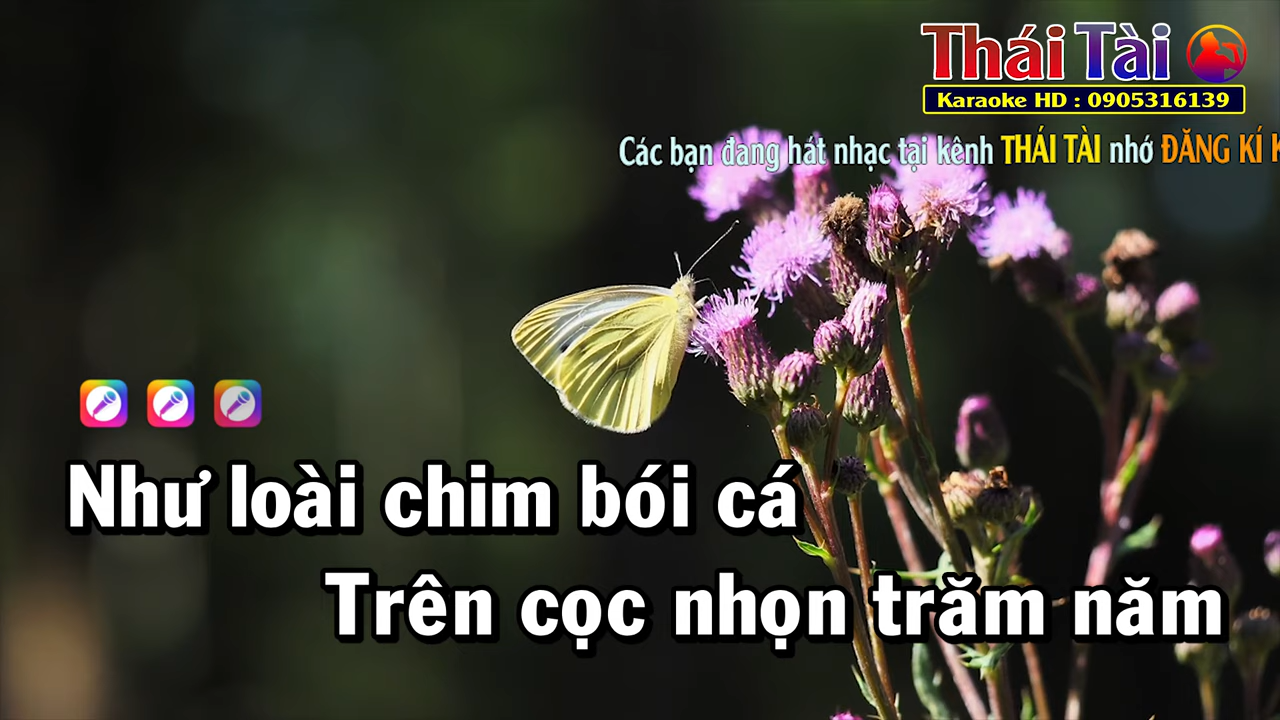 Thái Tài
Karaoke HD : 0905316139
Các bạn đang hát nhạc tại kênh THÁI TÀI nhớ ĐĂNG KÍ
Như loài chim bói cá
Trên cọc nhọn trăm năm